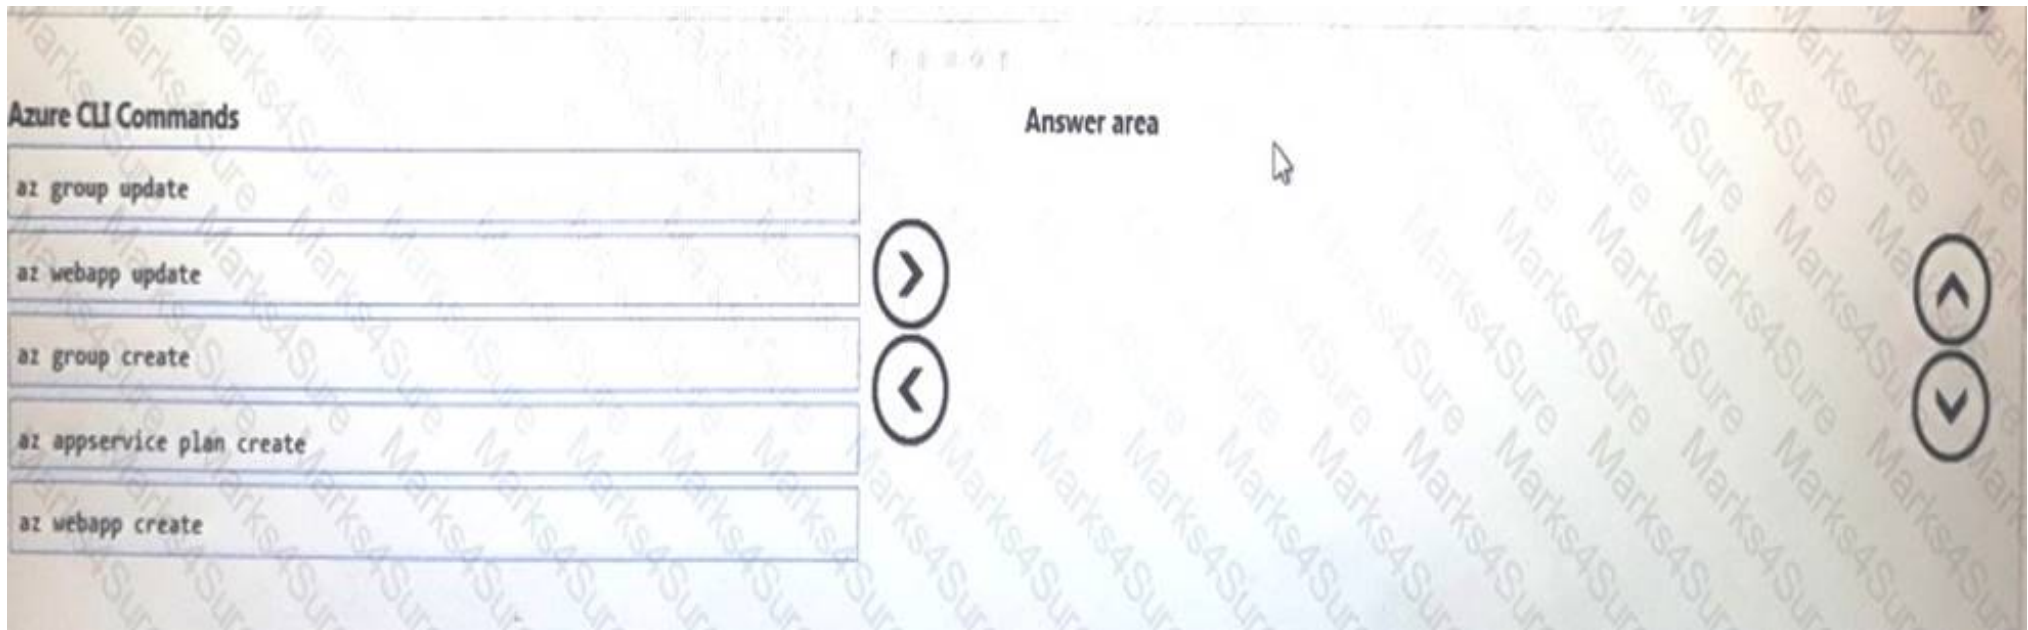 Azure CLI Commands
Answer area
az group update
az webapp update
az group create
az appservice plan create
az webapp create
Marks4Sure